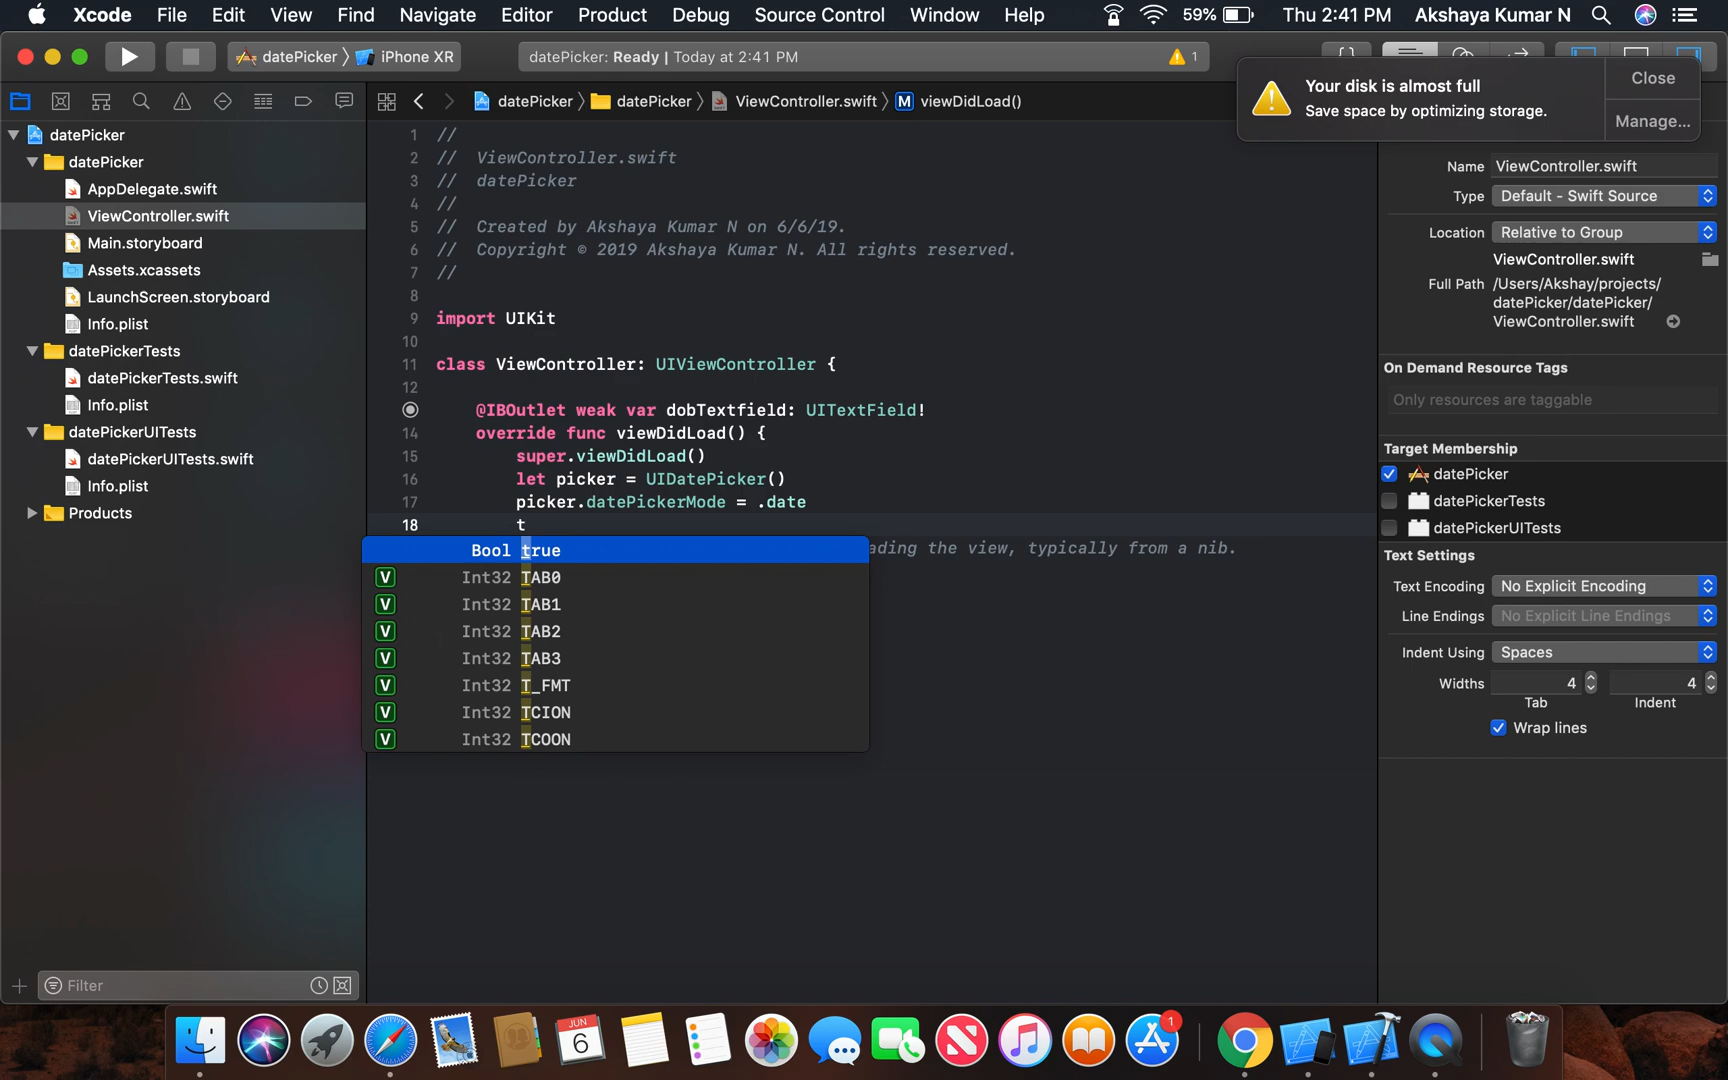 Xcode File Edit View Find Navigate Editor Product Debug Source Control Window Help 59% Thu 2:41 PM Akshaya Kumar N
datePicker iPhone XR datePicker: Ready | Today at 2:41 PM 1
Your disk is almost full
Save space by optimizing storage.
Close
Manage...
datePicker datePicker ViewController.swift M viewDidLoad()
datePicker
datePicker
AppDelegate.swift
ViewController.swift
Main.storyboard
Assets.xcassets
LaunchScreen.storyboard
Info.plist
datePickerTests
datePickerTests.swift
Info.plist
datePickerUITests
datePickerUITests.swift
Info.plist
Products
Filter
1 //
2 // ViewController.swift
3 // datePicker
4 //
5 // Created by Akshaya Kumar N on 6/6/19.
6 // Copyright © 2019 Akshaya Kumar N. All rights reserved.
7 //
8
9 import UIKit
10
11 class ViewController: UIViewController {
12
@IBOutlet weak var dobTextfield: UITextField!
14 override func viewDidLoad() {
15 super.viewDidLoad()
16 let picker = UIDatePicker()
17 picker.datePickerMode = .date
18 t
ading the view, typically from a nib.
Bool true
V Int32 TAB0
V Int32 TAB1
V Int32 TAB2
V Int32 TAB3
V Int32 T_FMT
V Int32 TCION
V Int32 TCOON
Name ViewController.swift
Type Default - Swift Source
Location Relative to Group
ViewController.swift
Full Path /Users/Akshay/projects/
datePicker/datePicker/
ViewController.swift
On Demand Resource Tags
Only resources are taggable
Target Membership
datePicker
datePickerTests
datePickerUITests
Text Settings
Text Encoding No Explicit Encoding
Line Endings No Explicit Line Endings
Indent Using Spaces
Widths 4 4
Tab Indent
Wrap lines
JUN
6
1